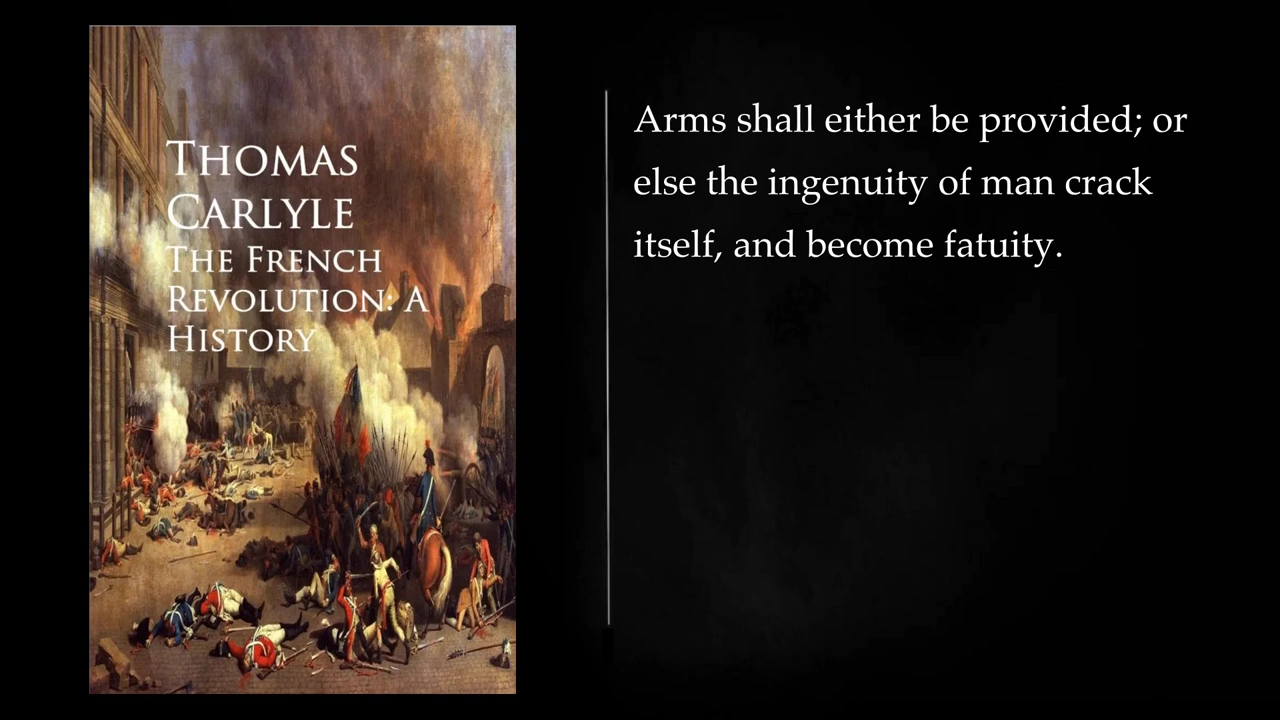 THOMAS
CARLYLE
THE FRENCH
REVOLUTION: A
HISTORY
Arms shall either be provided; or
else the ingenuity of man crack
itself, and become fatuity.